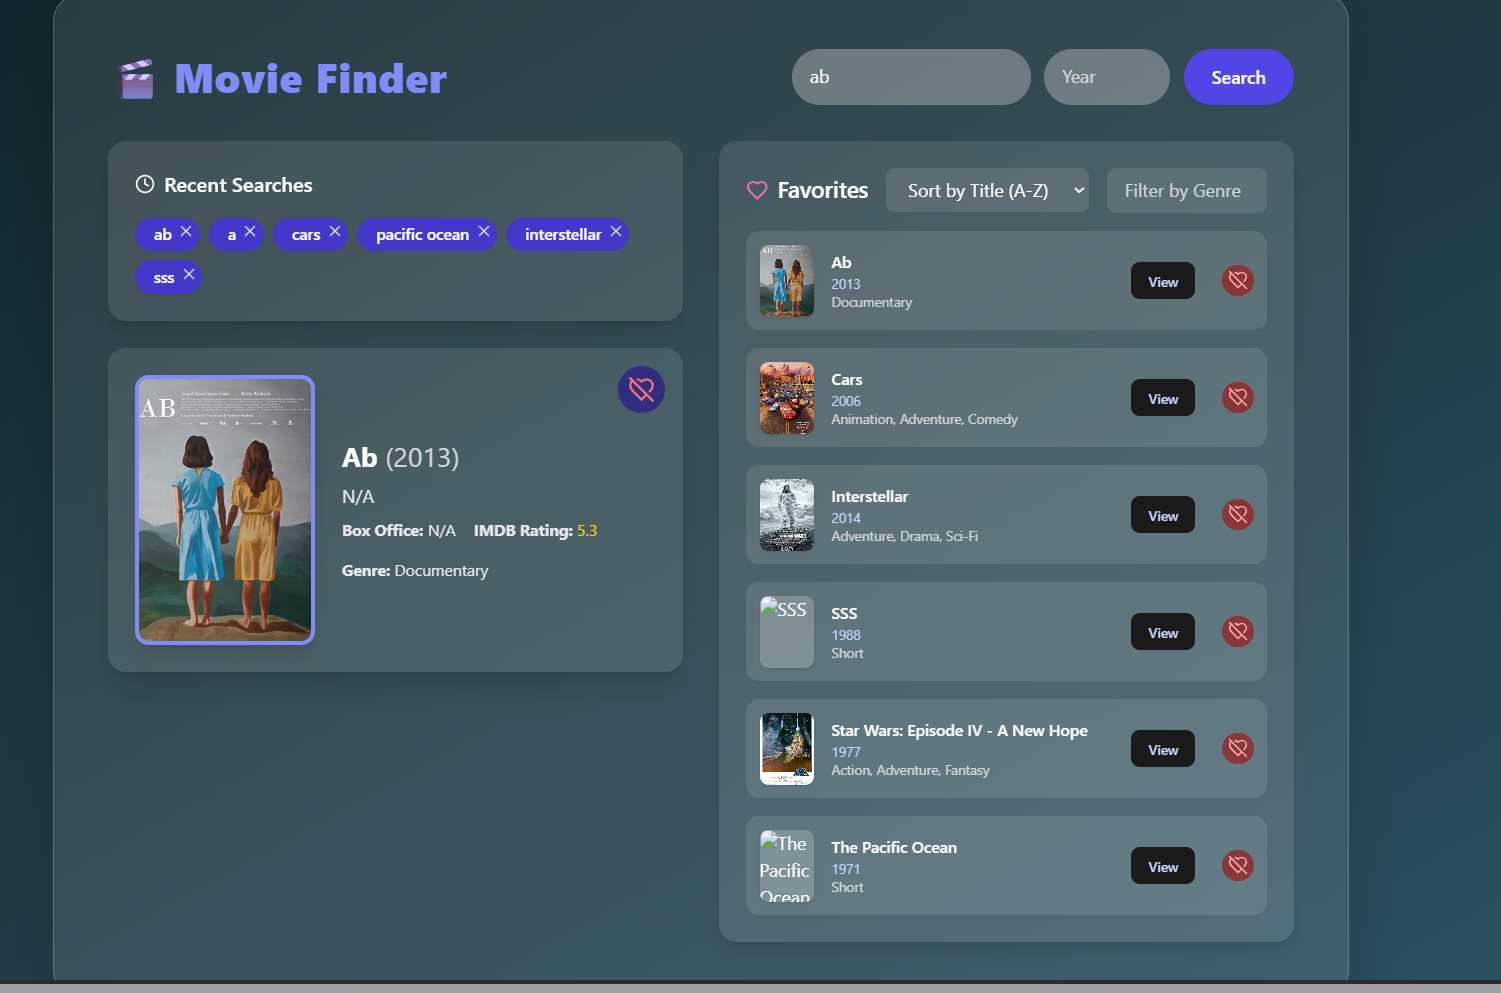 Movie Finder
ab
Year
Search
Recent Searches
ab
a
cars
pacific ocean
interstellar
sss
AB
Ab (2013)
N/A
Box Office: N/A IMDB Rating: 5.3
Genre: Documentary
Favorites
Sort by Title (A-Z)
Filter by Genre
AB
Ab
2013
Documentary
View
Cars
2006
Animation, Adventure, Comedy
View
Interstellar
2014
Adventure, Drama, Sci-Fi
View
SSS
SSS
1988
Short
View
Star Wars: Episode IV - A New Hope
1977
Action, Adventure, Fantasy
View
The
Pacific
Ocean
The Pacific Ocean
1971
Short
View